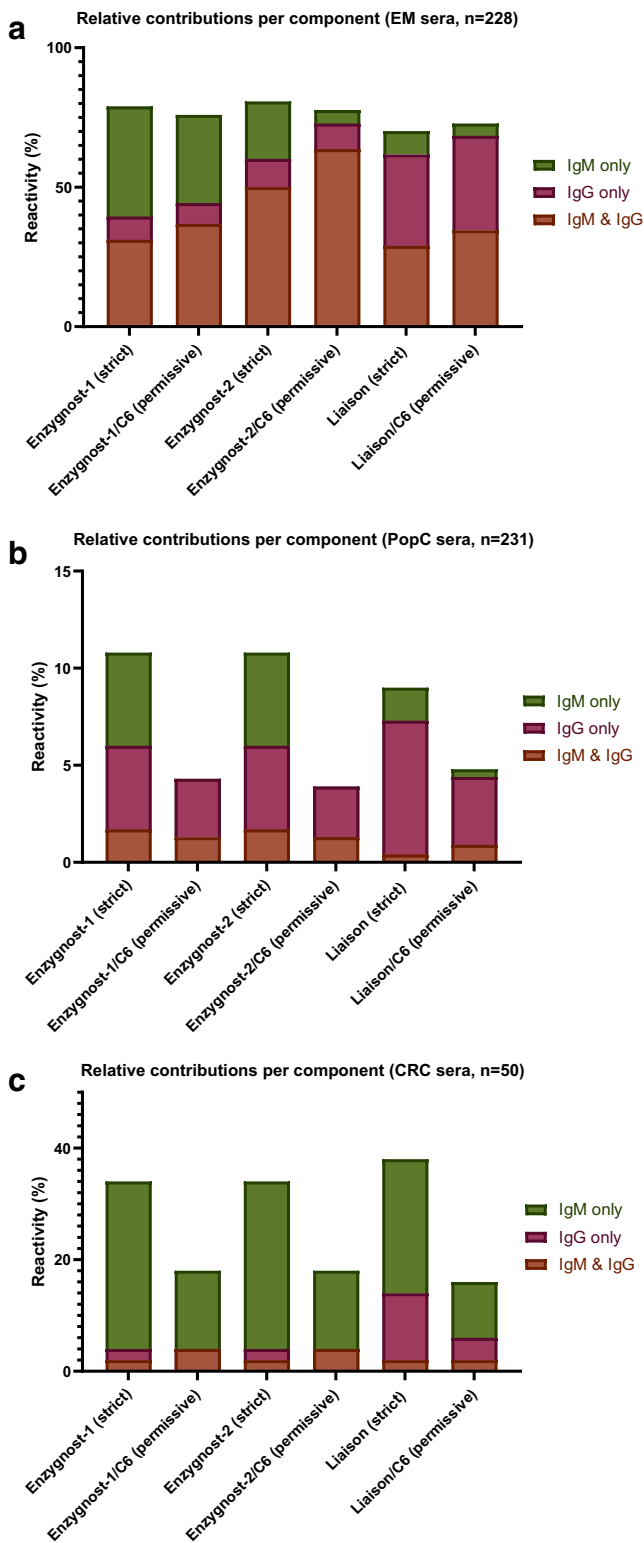 a
Relative contributions per component (EM sera, n=228)
100
50
0
Reactivity (%)
IgM only
IgG only
IgM & IgG
Enzygnost-1 (strict)
Enzygnost-1/C6 (permissive)
Enzygnost-2 (strict)
Enzygnost-2/C6 (permissive)
Liaison (strict)
Liaison/C6 (permissive)
b
Relative contributions per component (PopC sera, n=231)
15
10
5
0
Reactivity (%)
IgM only
IgG only
IgM & IgG
Enzygnost-1 (strict)
Enzygnost-1/C6 (permissive)
Enzygnost-2 (strict)
Enzygnost-2/C6 (permissive)
Liaison (strict)
Liaison/C6 (permissive)
c
Relative contributions per component (CRC sera, n=50)
40
20
0
Reactivity (%)
IgM only
IgG only
IgM & IgG
Enzygnost-1 (strict)
Enzygnost-1/C6 (permissive)
Enzygnost-2 (strict)
Enzygnost-2/C6 (permissive)
Liaison (strict)
Liaison/C6 (permissive)